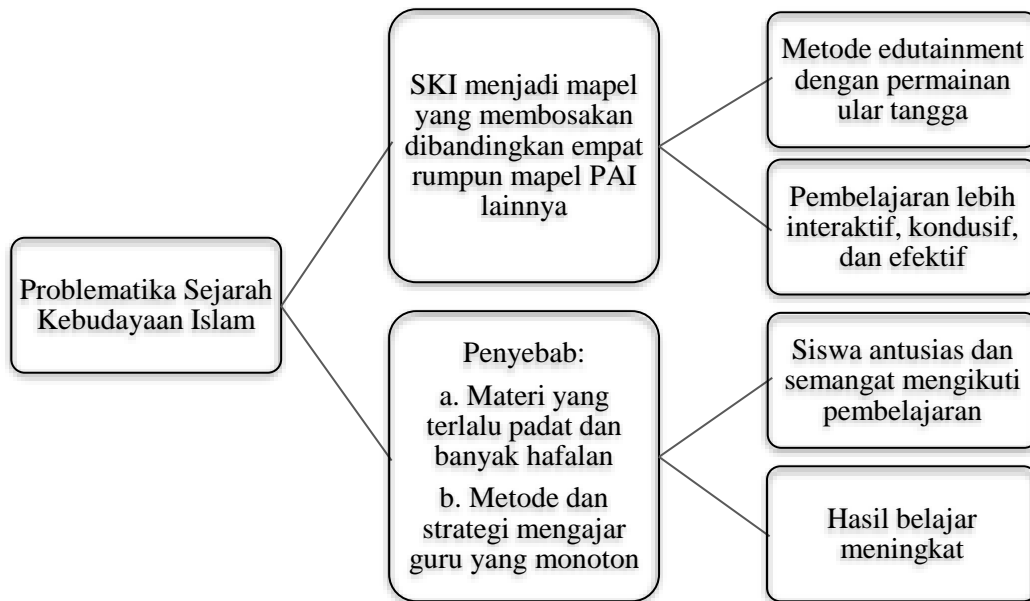 Problematika Sejarah
Kebudayaan Islam
SKI menjadi mapel
yang membosakan
dibandingkan empat
rumpun mapel PAI
lainnya
Metode edutainment
dengan permainan
ular tangga
Pembelajaran lebih
interaktif, kondusif,
dan efektif
Penyebab:
a. Materi yang
terlalu padat dan
banyak hafalan
b. Metode dan
strategi mengajar
guru yang monoton
Siswa antusias dan
semangat mengikuti
pembelajaran
Hasil belajar
meningkat